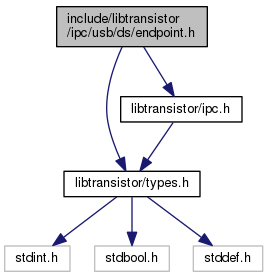 include/libtransistor
/ipc/usb/ds/endpoint.h
libtransistor/ipc.h
libtransistor/types.h
stdint.h
stdbool.h
stddef.h